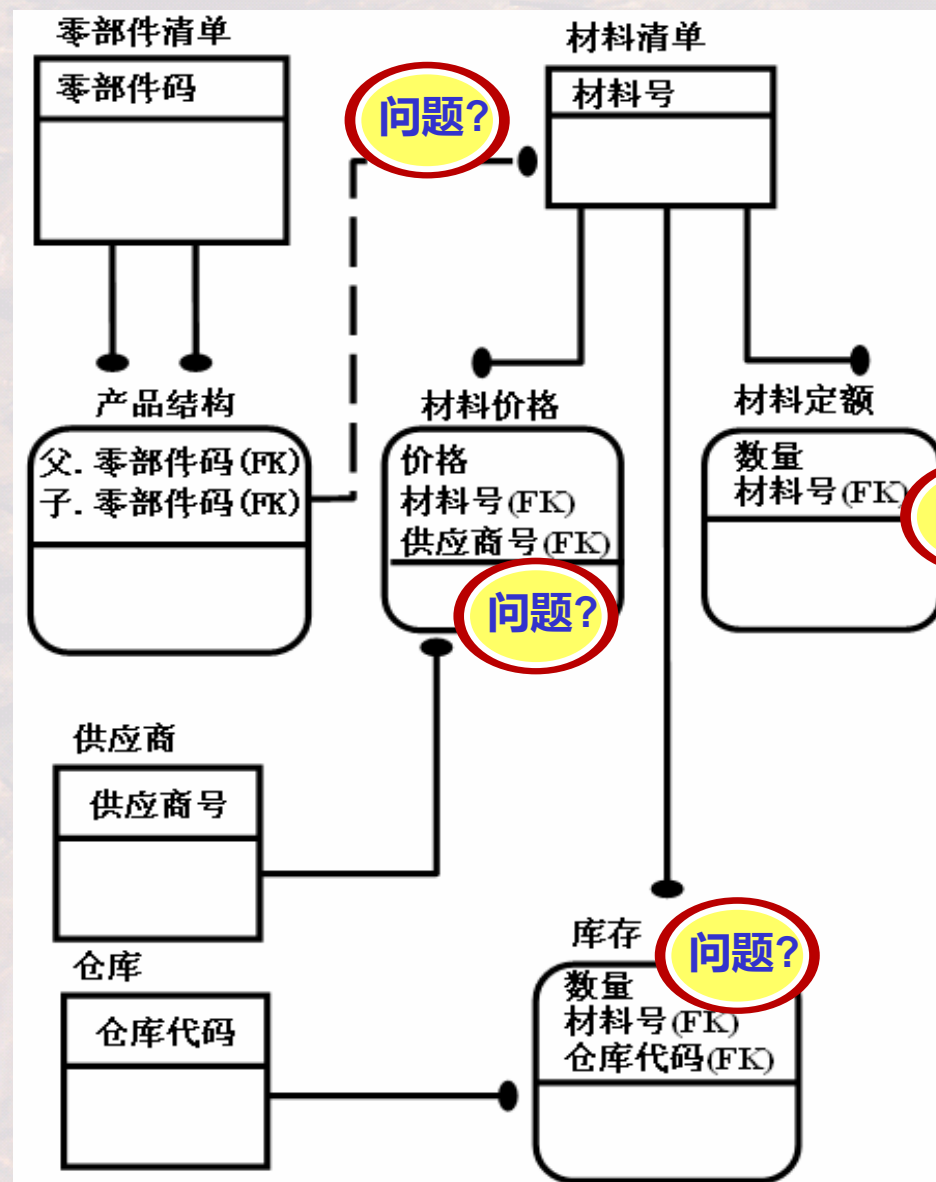 零部件清单
零部件码
材料清单
材料号
问题?
产品结构
父.零部件码(FK)
子.零部件码(FK)
材料价格
价格
材料号(FK)
供应商号(FK)
问题?
材料定额
数量
材料号(FK)
供应商
供应商号
仓库
仓库代码
库存
问题?
数量
材料号(FK)
仓库代码(FK)